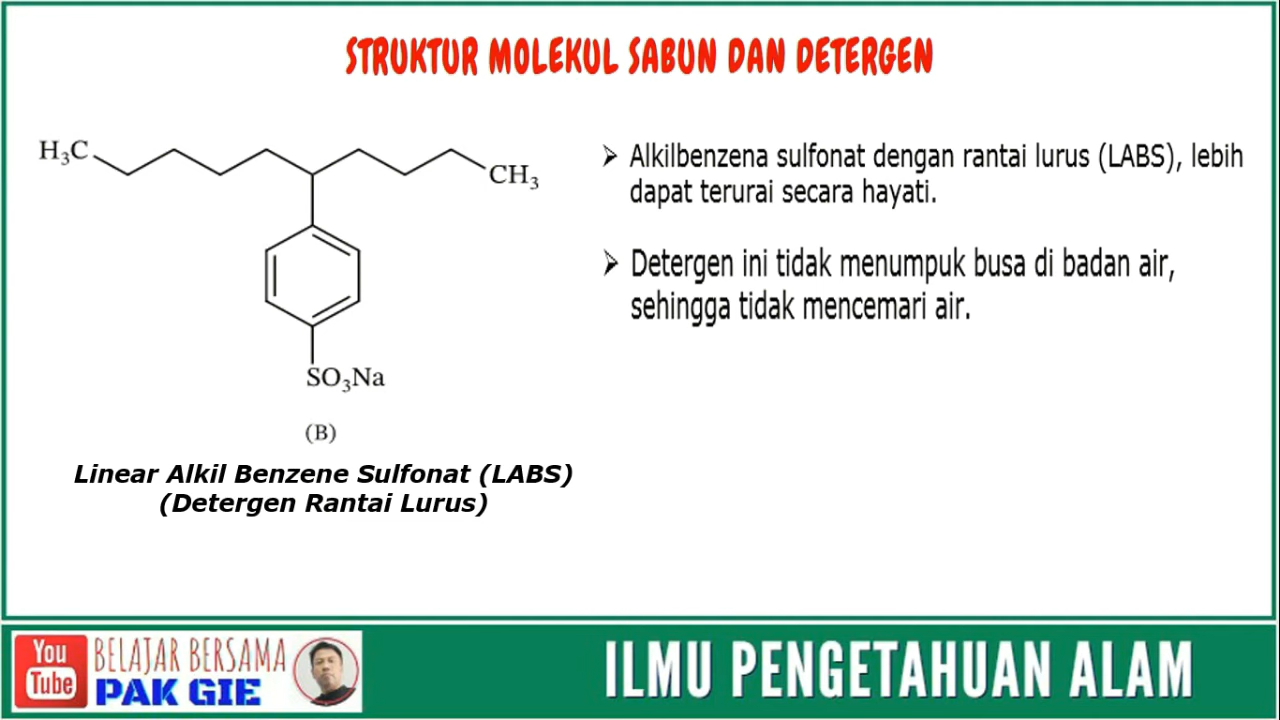 STRUKTUR MOLEKUL SABUN DAN DETERGEN
H₃C
CH₃
SO₃Na
(B)
Linear Alkil Benzene Sulfonat (LABS)
(Detergen Rantai Lurus)
➢ Alkilbenzena sulfonat dengan rantai lurus (LABS), lebih
dapat terurai secara hayati.
➢ Detergen ini tidak menumpuk busa di badan air,
sehingga tidak mencemari air.
You
Tube
BELAJAR BERSAMA
PAK GIE
ILMU PENGETAHUAN ALAM